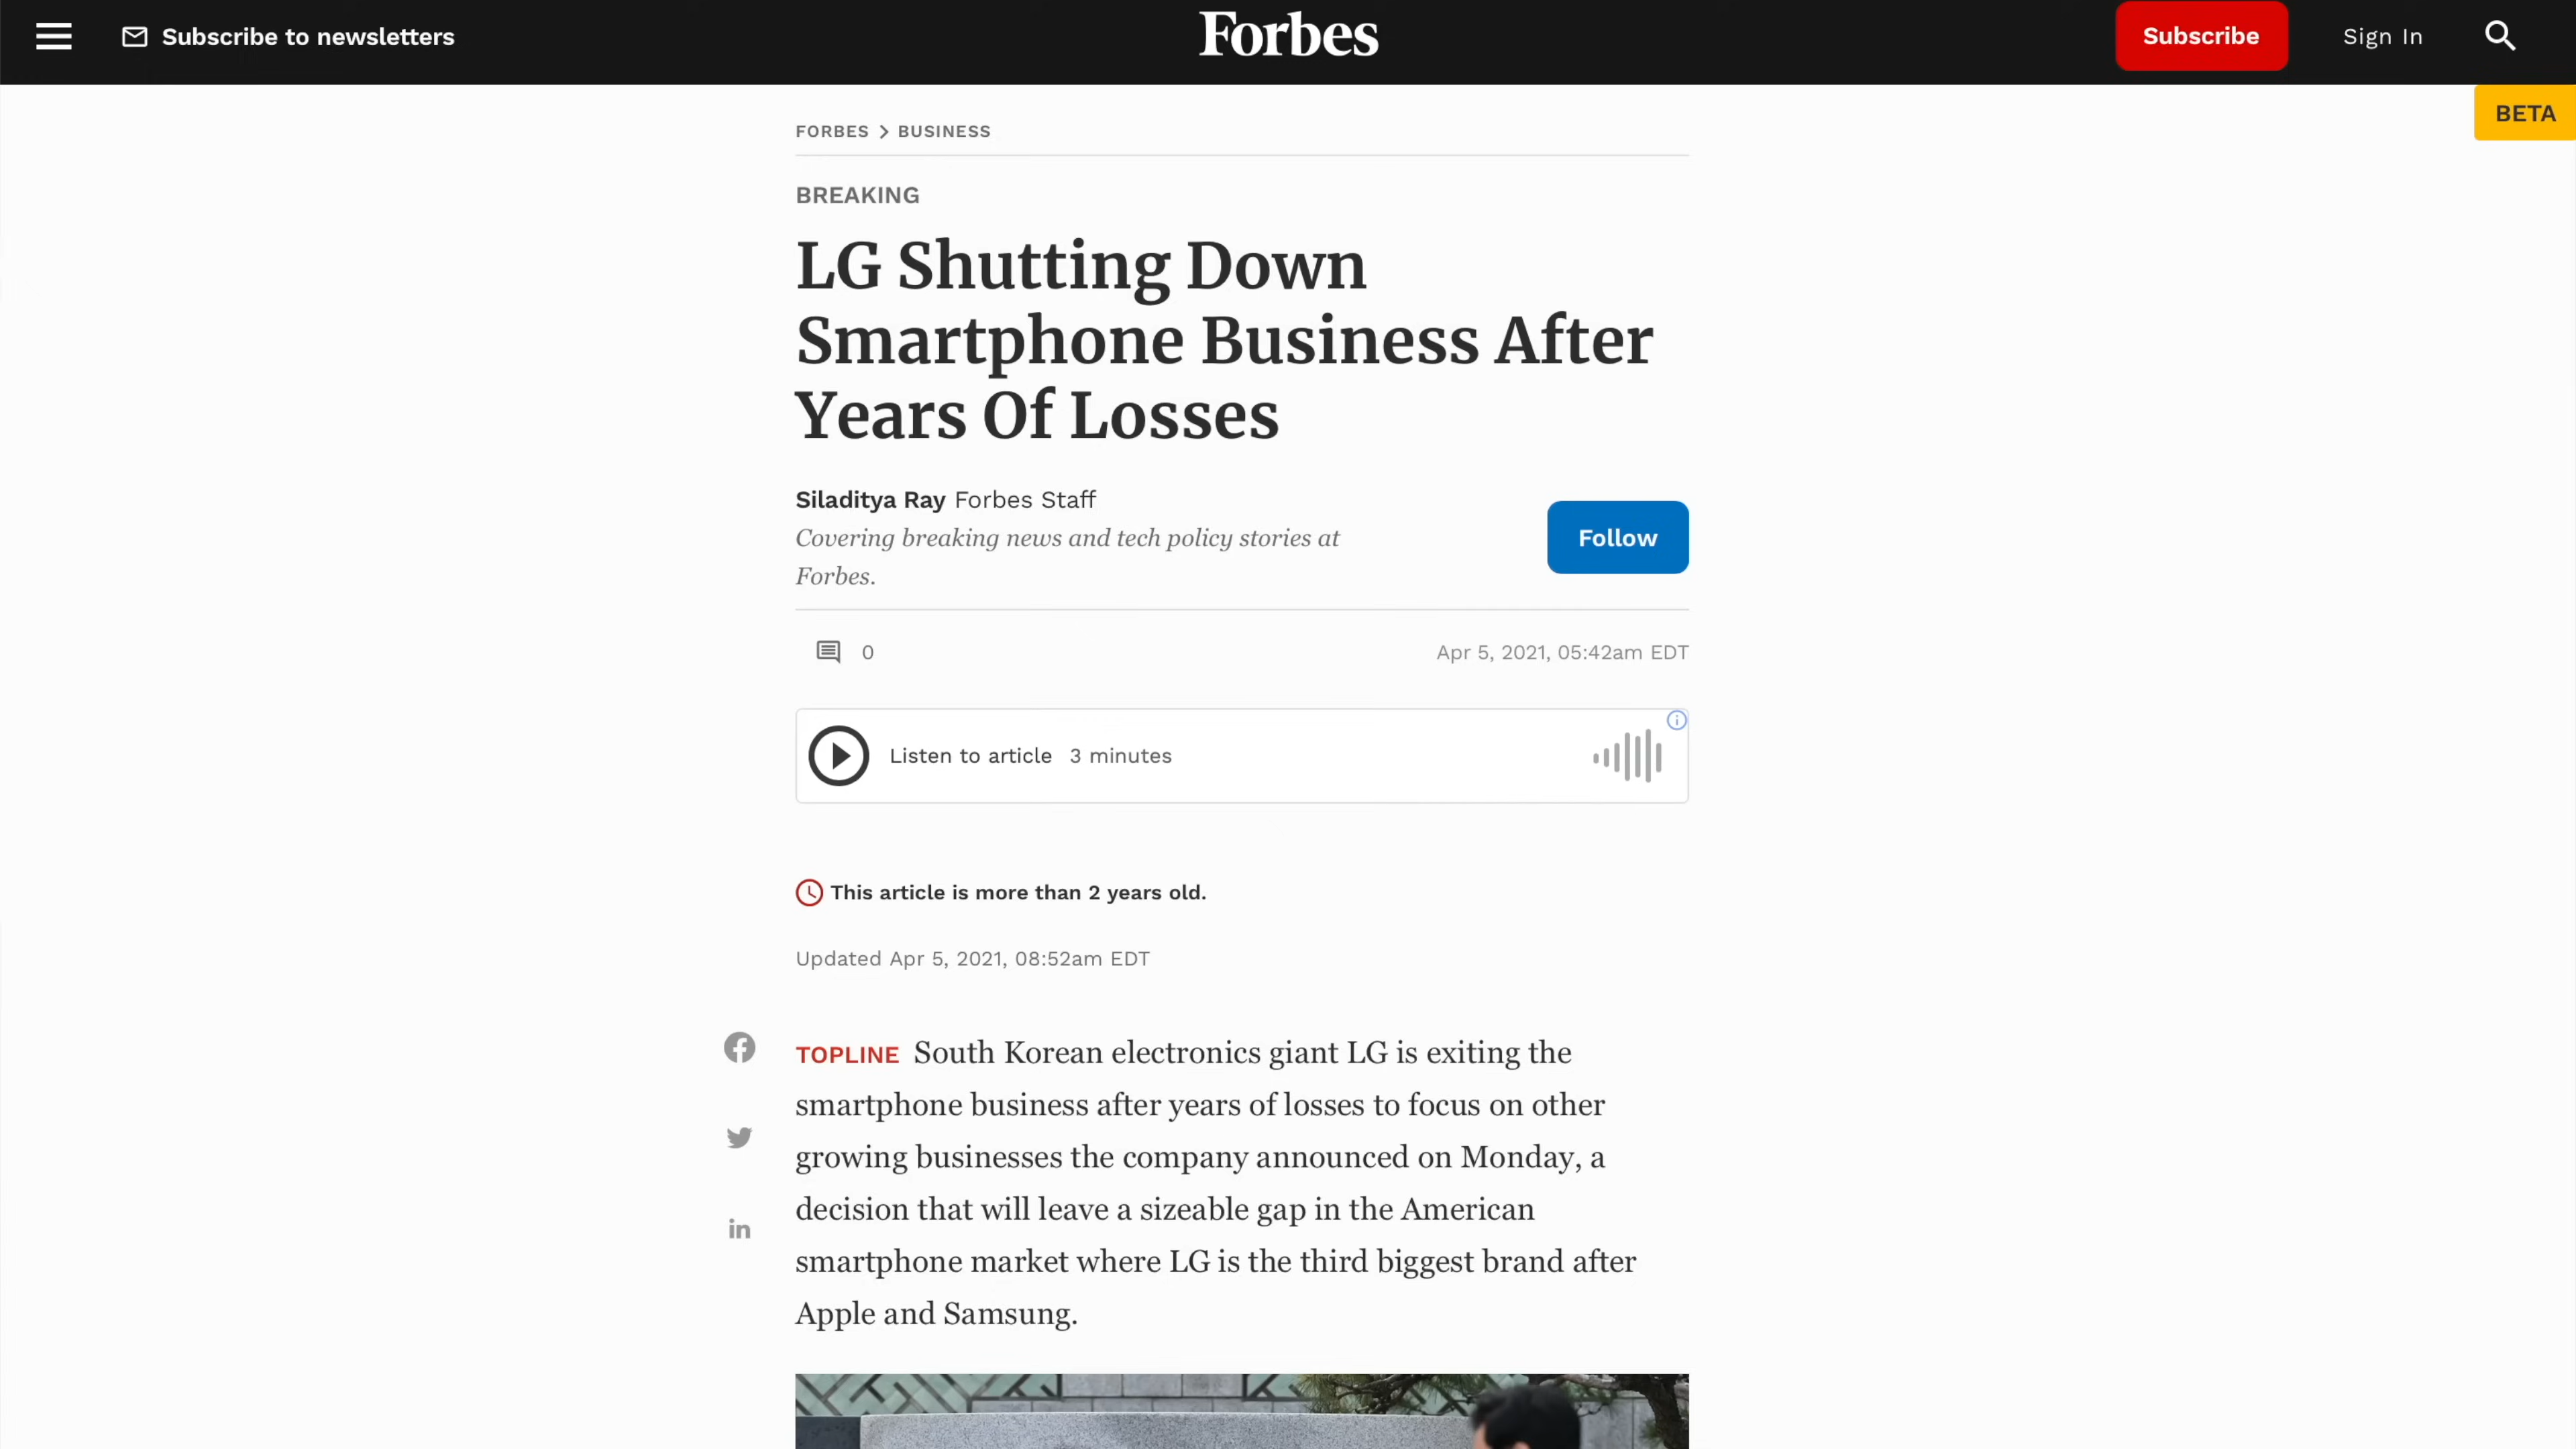 Subscribe to newsletters
Forbes
Subscribe
Sign In
BETA
FORBES > BUSINESS
BREAKING
LG Shutting Down
Smartphone Business After
Years Of Losses
Siladitya Ray Forbes Staff
Covering breaking news and tech policy stories at
Forbes.
Follow
0
Apr 5, 2021, 05:42am EDT
Listen to article 3 minutes
This article is more than 2 years old.
Updated Apr 5, 2021, 08:52am EDT
TOPLINE South Korean electronics giant LG is exiting the
smartphone business after years of losses to focus on other
growing businesses the company announced on Monday, a
decision that will leave a sizeable gap in the American
smartphone market where LG is the third biggest brand after
Apple and Samsung.